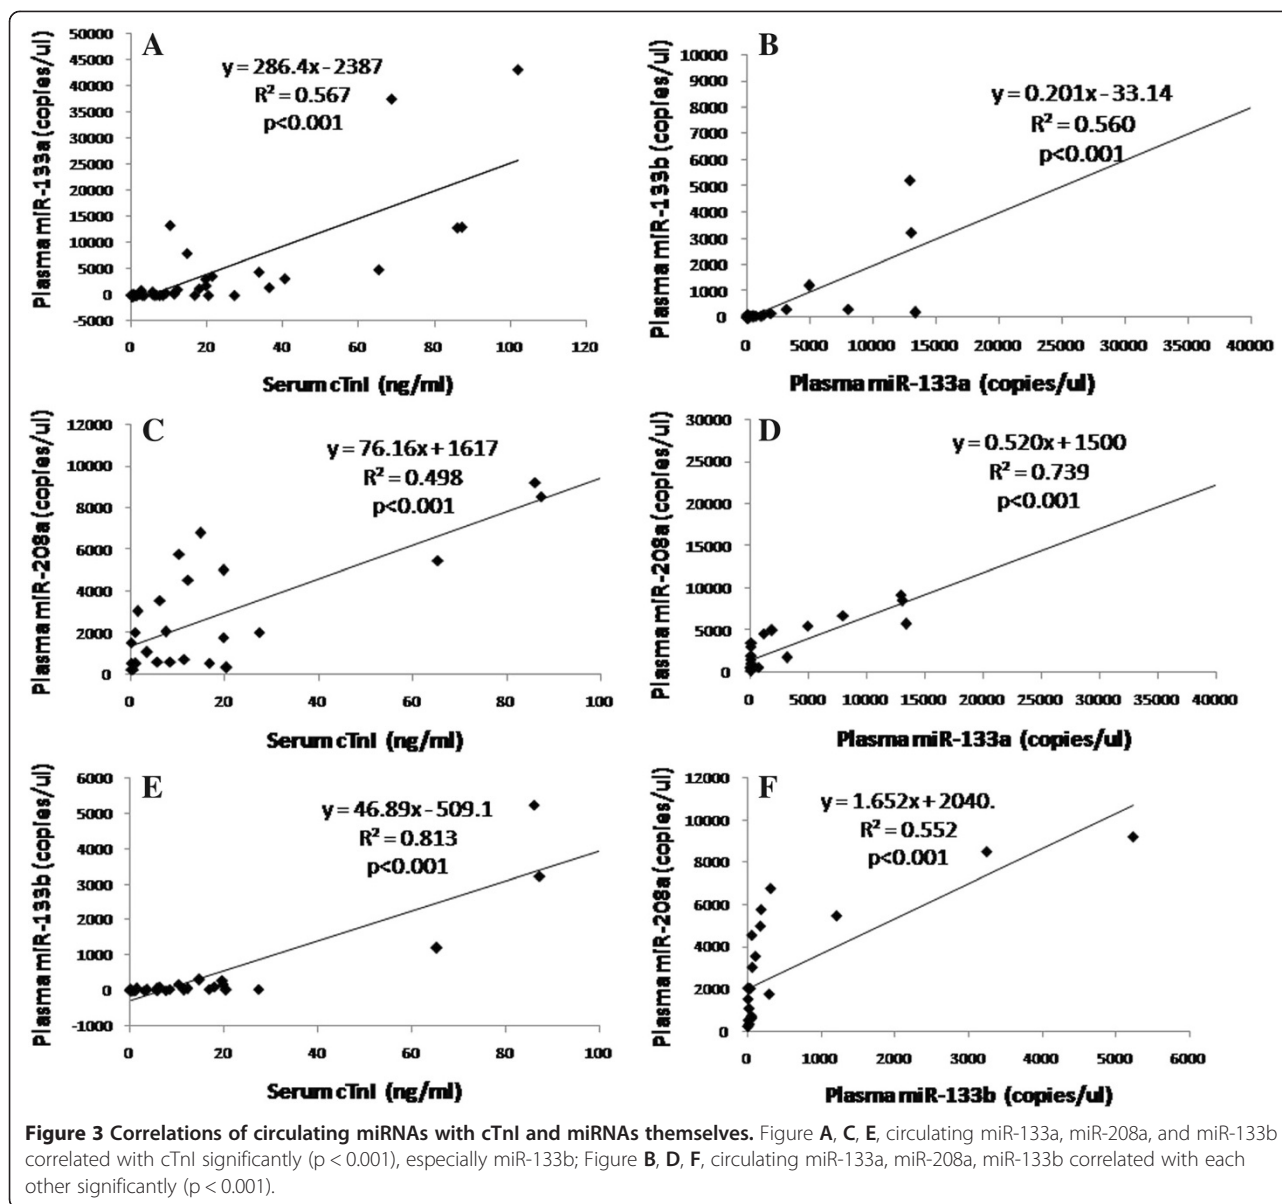 A
y = 286.4x - 2387
R² = 0.567
p<0.001
Plasma miR-133a (copies/ul)
50000
45000
40000
35000
30000
25000
20000
15000
10000
5000
0
-5000
0 20 40 60 80 100 120
Serum cTnI (ng/ml)
B
y = 0.201x - 33.14
R² = 0.560
p<0.001
Plasma miR-133b (copies/ul)
10000
9000
8000
7000
6000
5000
4000
3000
2000
1000
0
0 5000 10000 15000 20000 25000 30000 35000 40000
Plasma miR-133a (copies/ul)
C
y = 76.16x + 1617
R² = 0.498
p<0.001
Plasma miR-208a (copies/ul)
12000
10000
8000
6000
4000
2000
0
0 20 40 60 80 100
Serum cTnI (ng/ml)
D
y = 0.520x + 1500
R² = 0.739
p<0.001
Plasma miR-208a (copies/ul)
30000
25000
20000
15000
10000
5000
0
0 5000 10000 15000 20000 25000 30000 35000 40000
Plasma miR-133a (copies/ul)
E
y = 46.89x - 509.1
R² = 0.813
p<0.001
Plasma miR-133b (copies/ul)
6000
5000
4000
3000
2000
1000
0
-1000
0 20 40 60 80 100
Serum cTnI (ng/ml)
F
y = 1.652x + 2040.
R² = 0.552
p<0.001
Plasma miR-208a (copies/ul)
12000
10000
8000
6000
4000
2000
0
0 1000 2000 3000 4000 5000 6000
Plasma miR-133b (copies/ul)
Figure 3 Correlations of circulating miRNAs with cTnI and miRNAs themselves. Figure A, C, E, circulating miR-133a, miR-208a, and miR-133b
correlated with cTnI significantly (p < 0.001), especially miR-133b; Figure B, D, F, circulating miR-133a, miR-208a, miR-133b correlated with each
other significantly (p < 0.001).